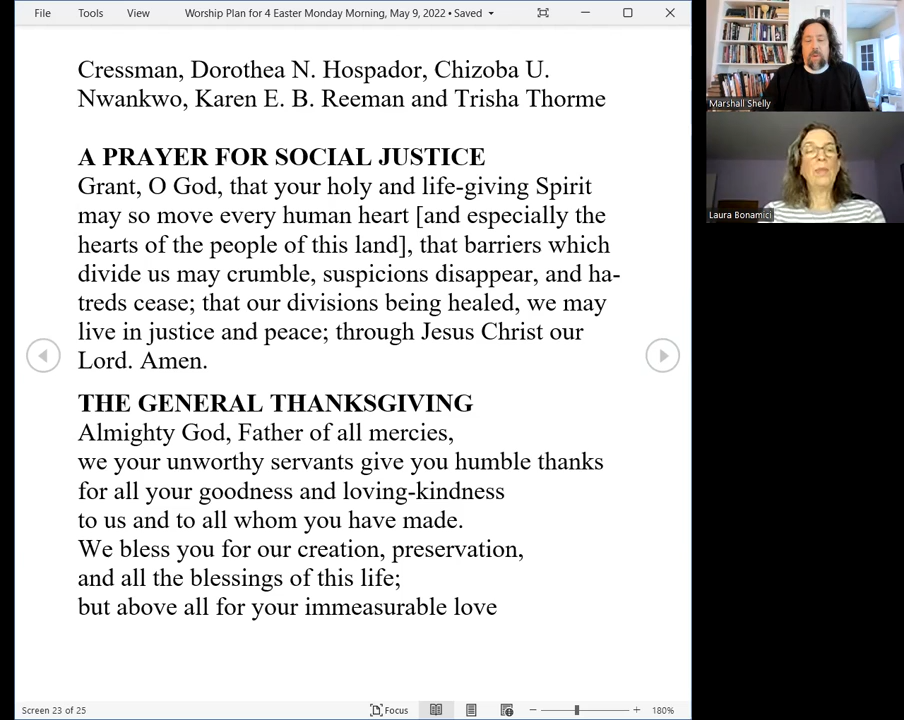 File Tools View Worship Plan for 4 Easter Monday Morning, May 9, 2022 • Saved
Cressman, Dorothea N. Hospador, Chizoba U.
Nwankwo, Karen E. B. Reeman and Trisha Thorme
A PRAYER FOR SOCIAL JUSTICE
Grant, O God, that your holy and life-giving Spirit
may so move every human heart [and especially the
hearts of the people of this land], that barriers which
divide us may crumble, suspicions disappear, and ha-
treds cease; that our divisions being healed, we may
live in justice and peace; through Jesus Christ our
Lord. Amen.
THE GENERAL THANKSGIVING
Almighty God, Father of all mercies,
we your unworthy servants give you humble thanks
for all your goodness and loving-kindness
to us and to all whom you have made.
We bless you for our creation, preservation,
and all the blessings of this life;
but above all for your immeasurable love
Screen 23 of 25 Focus 180%
Marshall Shelly
Laura Bonamici